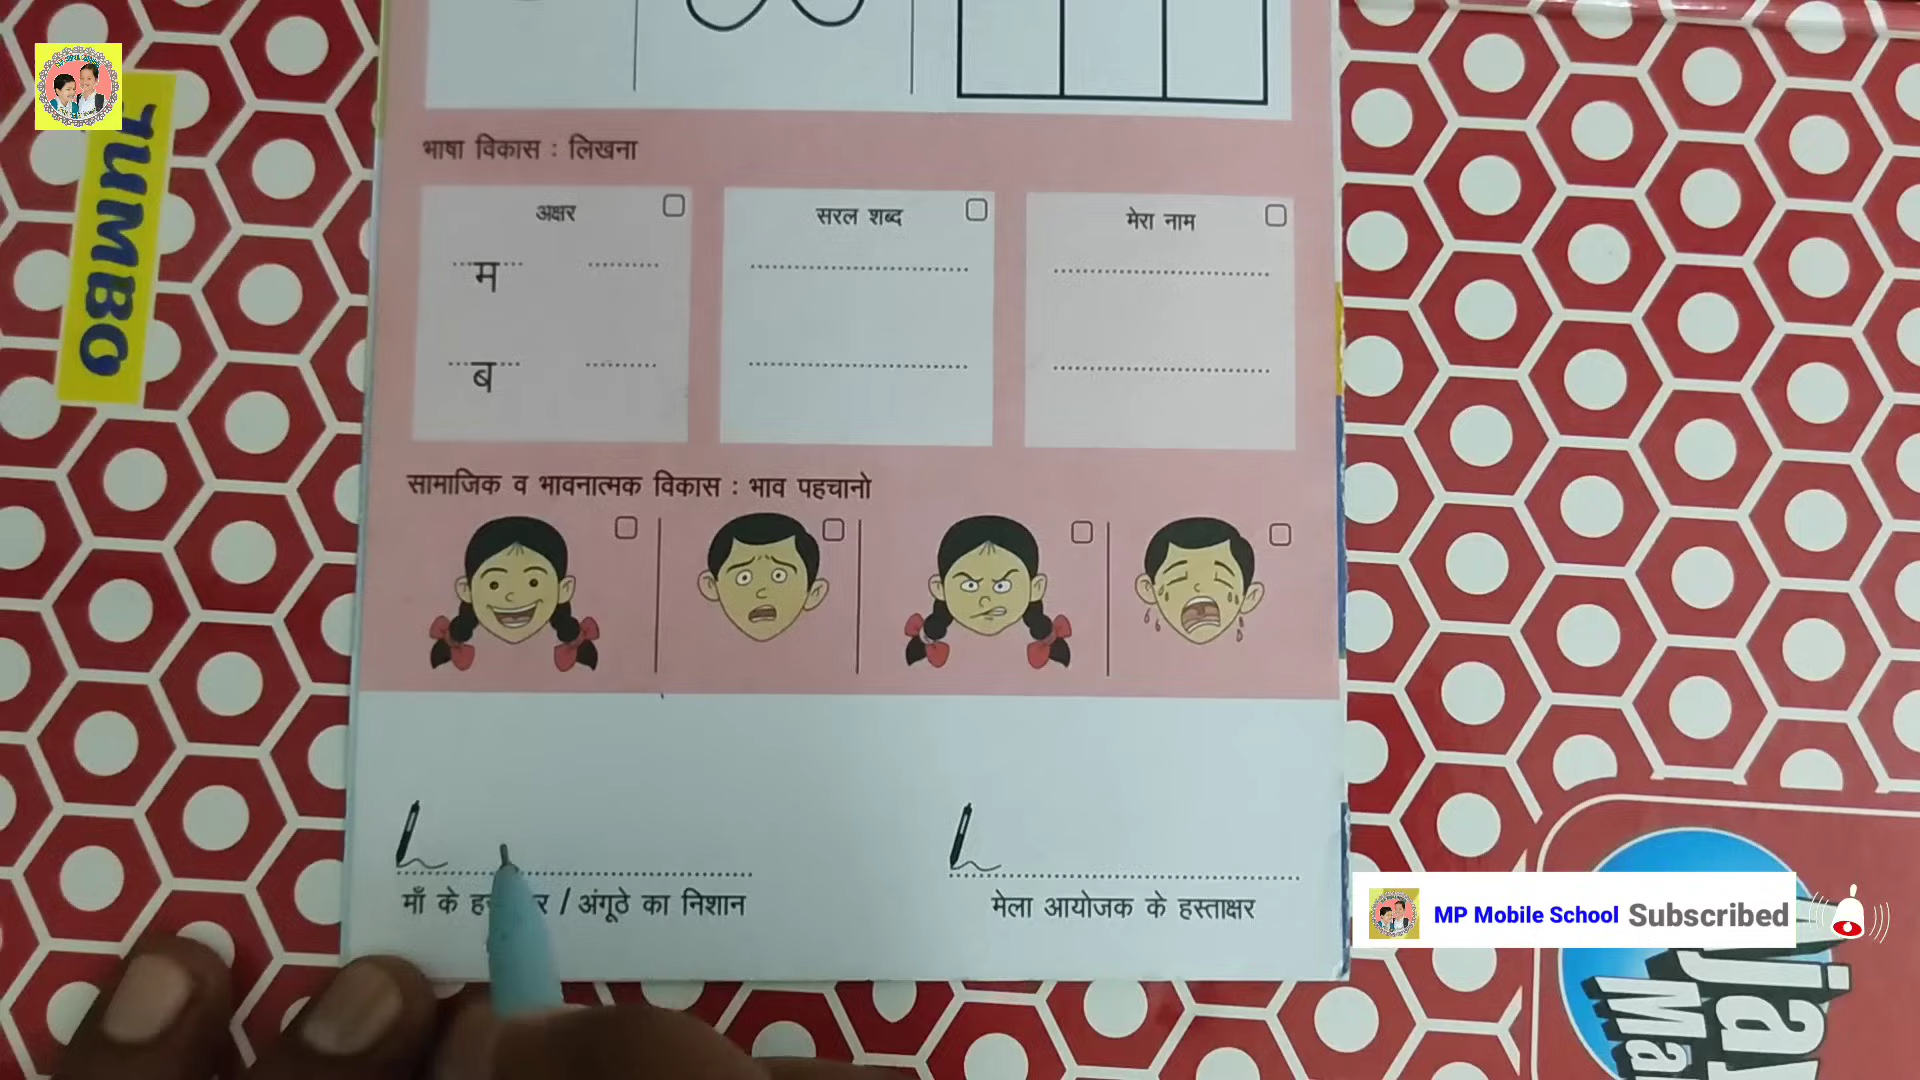 JUMBO
भाषा विकास : लिखना
अक्षर
सरल शब्द
मेरा नाम
म
ब
सामाजिक व भावनात्मक विकास : भाव पहचानो
माँ के / अंगूठे का निशान
मेला आयोजक के हस्ताक्षर
MP Mobile School Subscribed